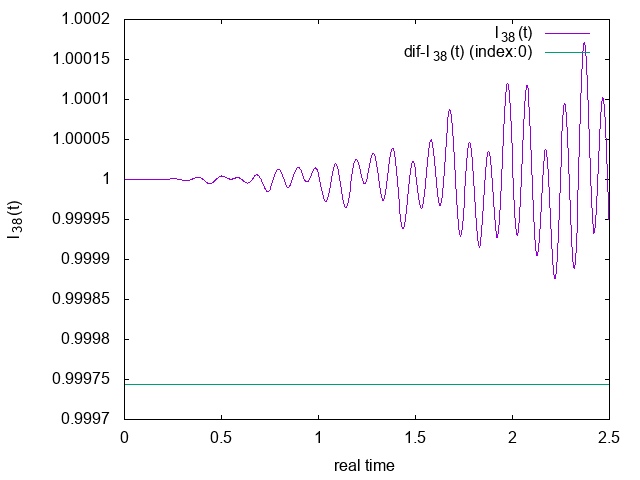 1.0002
1.00015
1.0001
1.00005
1
0.99995
0.9999
0.99985
0.9998
0.99975
0.9997
0 0.5 1 1.5 2 2.5
real time
I38(t)
I38(t)
dif-I38(t) (index:0)